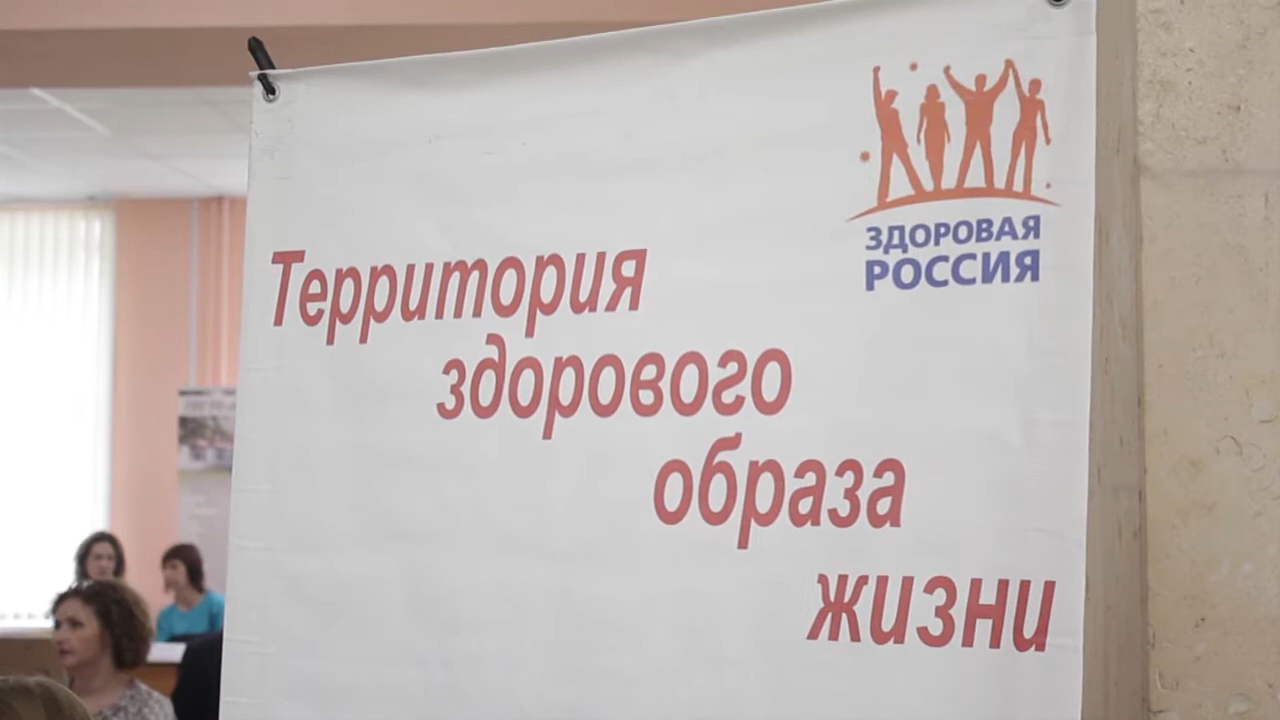 ЗДОРОВАЯ
РОССИЯ
Территория
здорового
образа
жизни